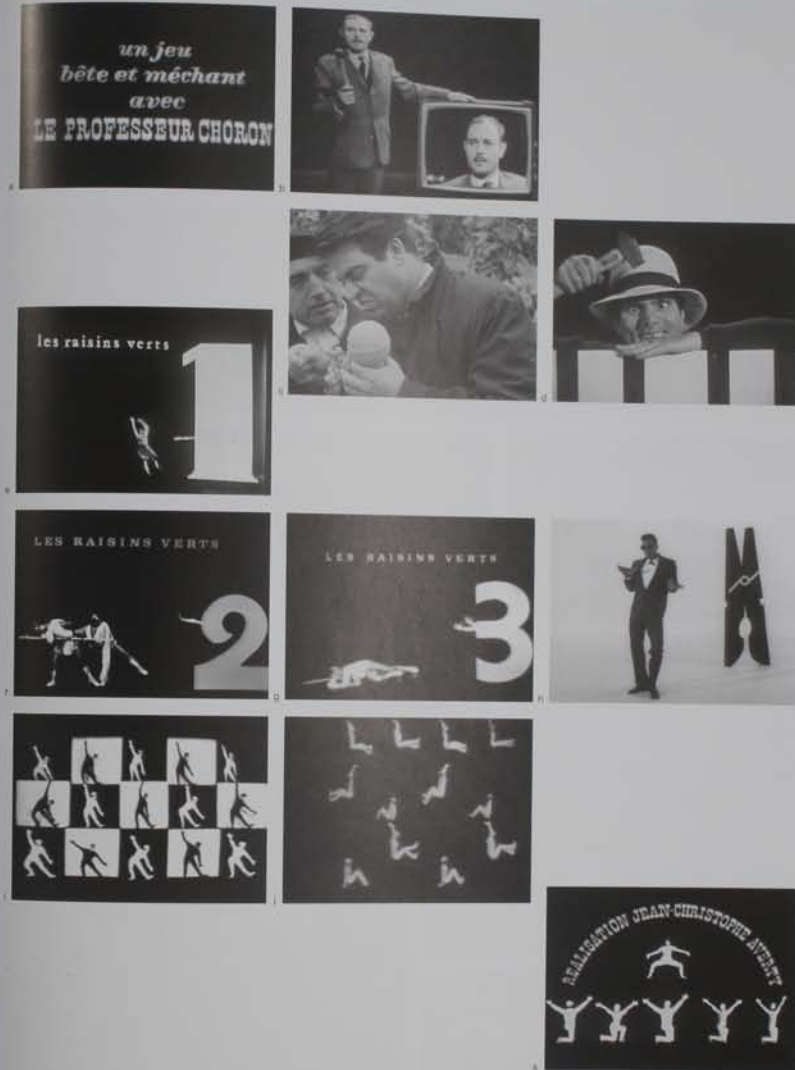 un jeu
bête et méchant
avec
LE PROFESSEUR CHORON
a
b
c
d
les raisins verts
1
e
LES RAISINS VERTS
2
f
LES RAISINS VERTS
3
g
h
i
j
RÉALISATION JEAN-CHRISTOPHE AVERTY
k